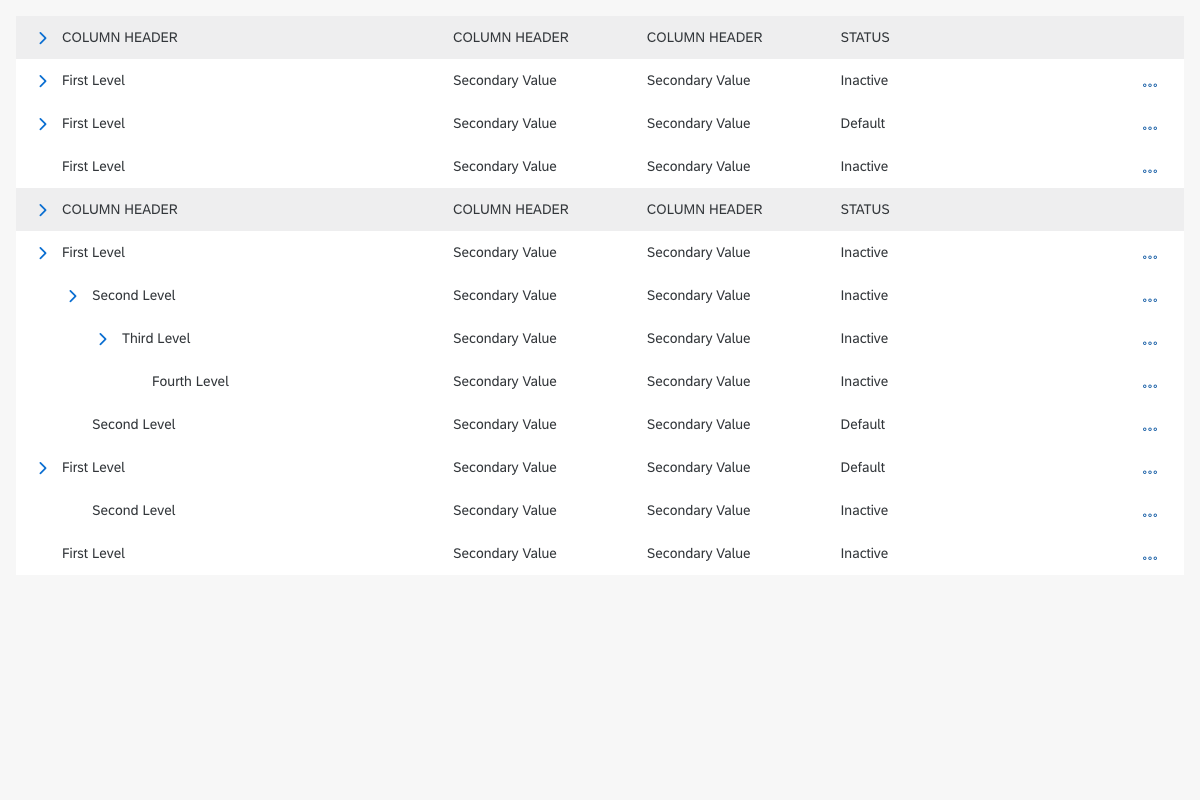 COLUMN HEADER COLUMN HEADER COLUMN HEADER STATUS
First Level Secondary Value Secondary Value Inactive
First Level Secondary Value Secondary Value Default
First Level Secondary Value Secondary Value Inactive
COLUMN HEADER COLUMN HEADER COLUMN HEADER STATUS
First Level Secondary Value Secondary Value Inactive
Second Level Secondary Value Secondary Value Inactive
Third Level Secondary Value Secondary Value Inactive
Fourth Level Secondary Value Secondary Value Inactive
Second Level Secondary Value Secondary Value Default
First Level Secondary Value Secondary Value Default
Second Level Secondary Value Secondary Value Inactive
First Level Secondary Value Secondary Value Inactive